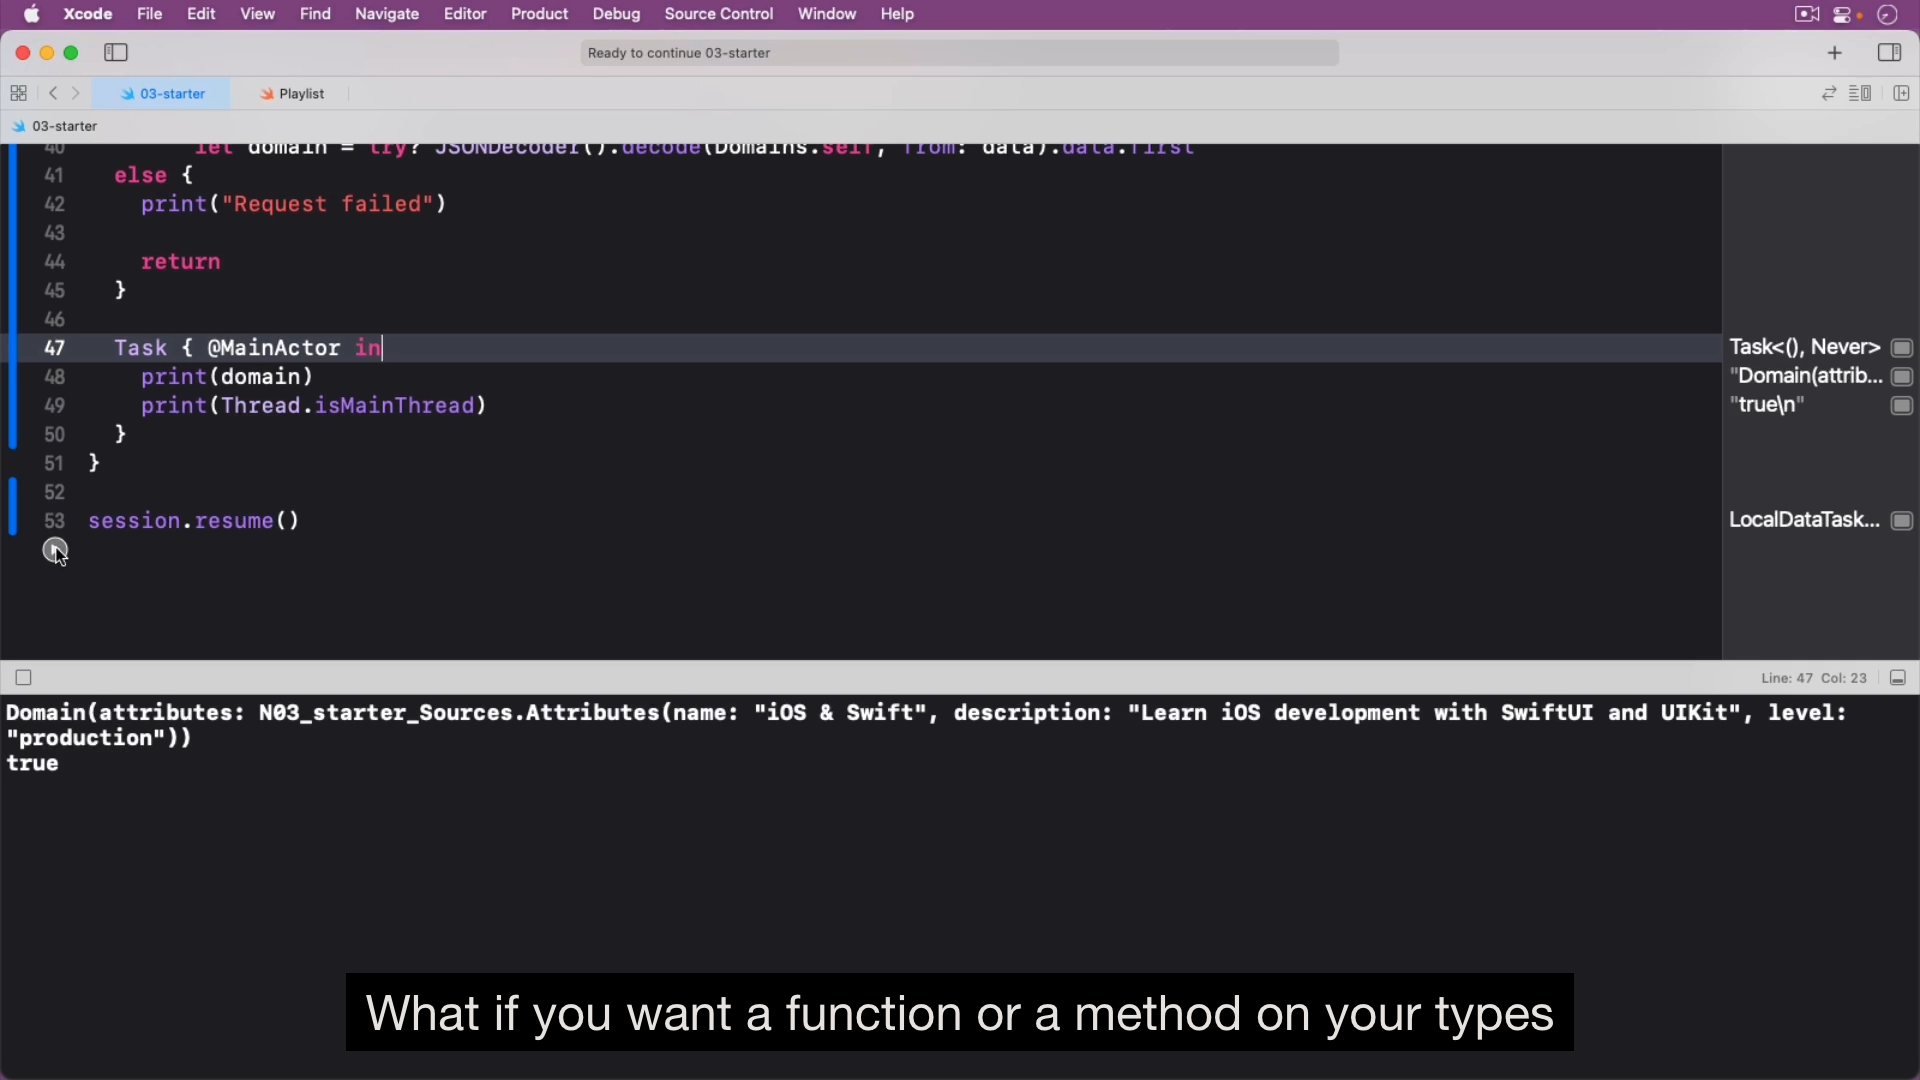 Xcode File Edit View Find Navigate Editor Product Debug Source Control Window Help
Ready to continue 03-starter
03-starter Playlist
03-starter
40 let domain = try? JSONDecoder().decode(Domains.self, from: data).data.first
41 else {
42 print("Request failed")
43
44 return
45 }
46
47 Task { @MainActor in Task<(), Never>
48 print(domain) "Domain(attrib...
49 print(Thread.isMainThread) "true\n"
50 }
51 }
52
53 session.resume() LocalDataTask...
Line: 47 Col: 23
Domain(attributes: N03_starter_Sources.Attributes(name: "iOS & Swift", description: "Learn iOS development with SwiftUI and UIKit", level:
"production"))
true
What if you want a function or a method on your types